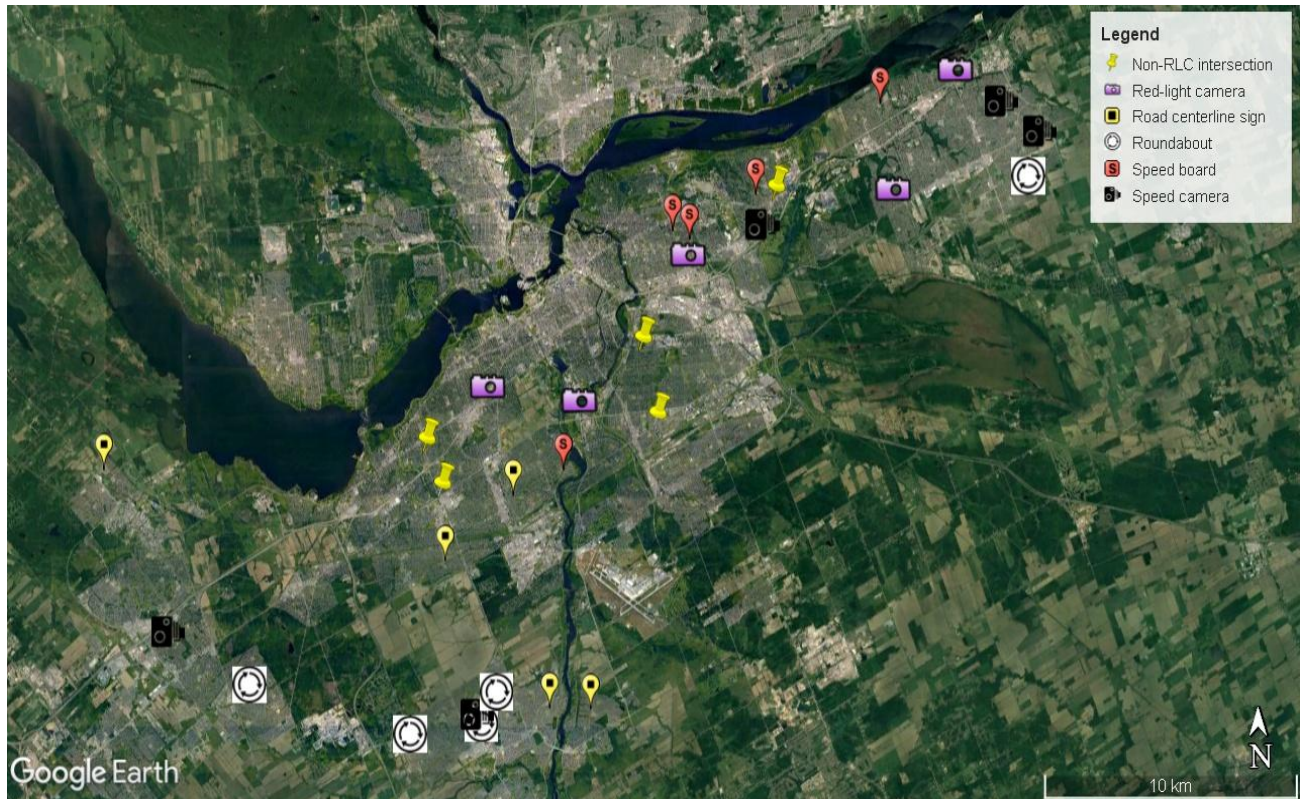 Legend
Non-RLC intersection
Red-light camera
Road centerline sign
Roundabout
S Speed board
Speed camera
S
S
S
S
S
N
Google Earth
10 km